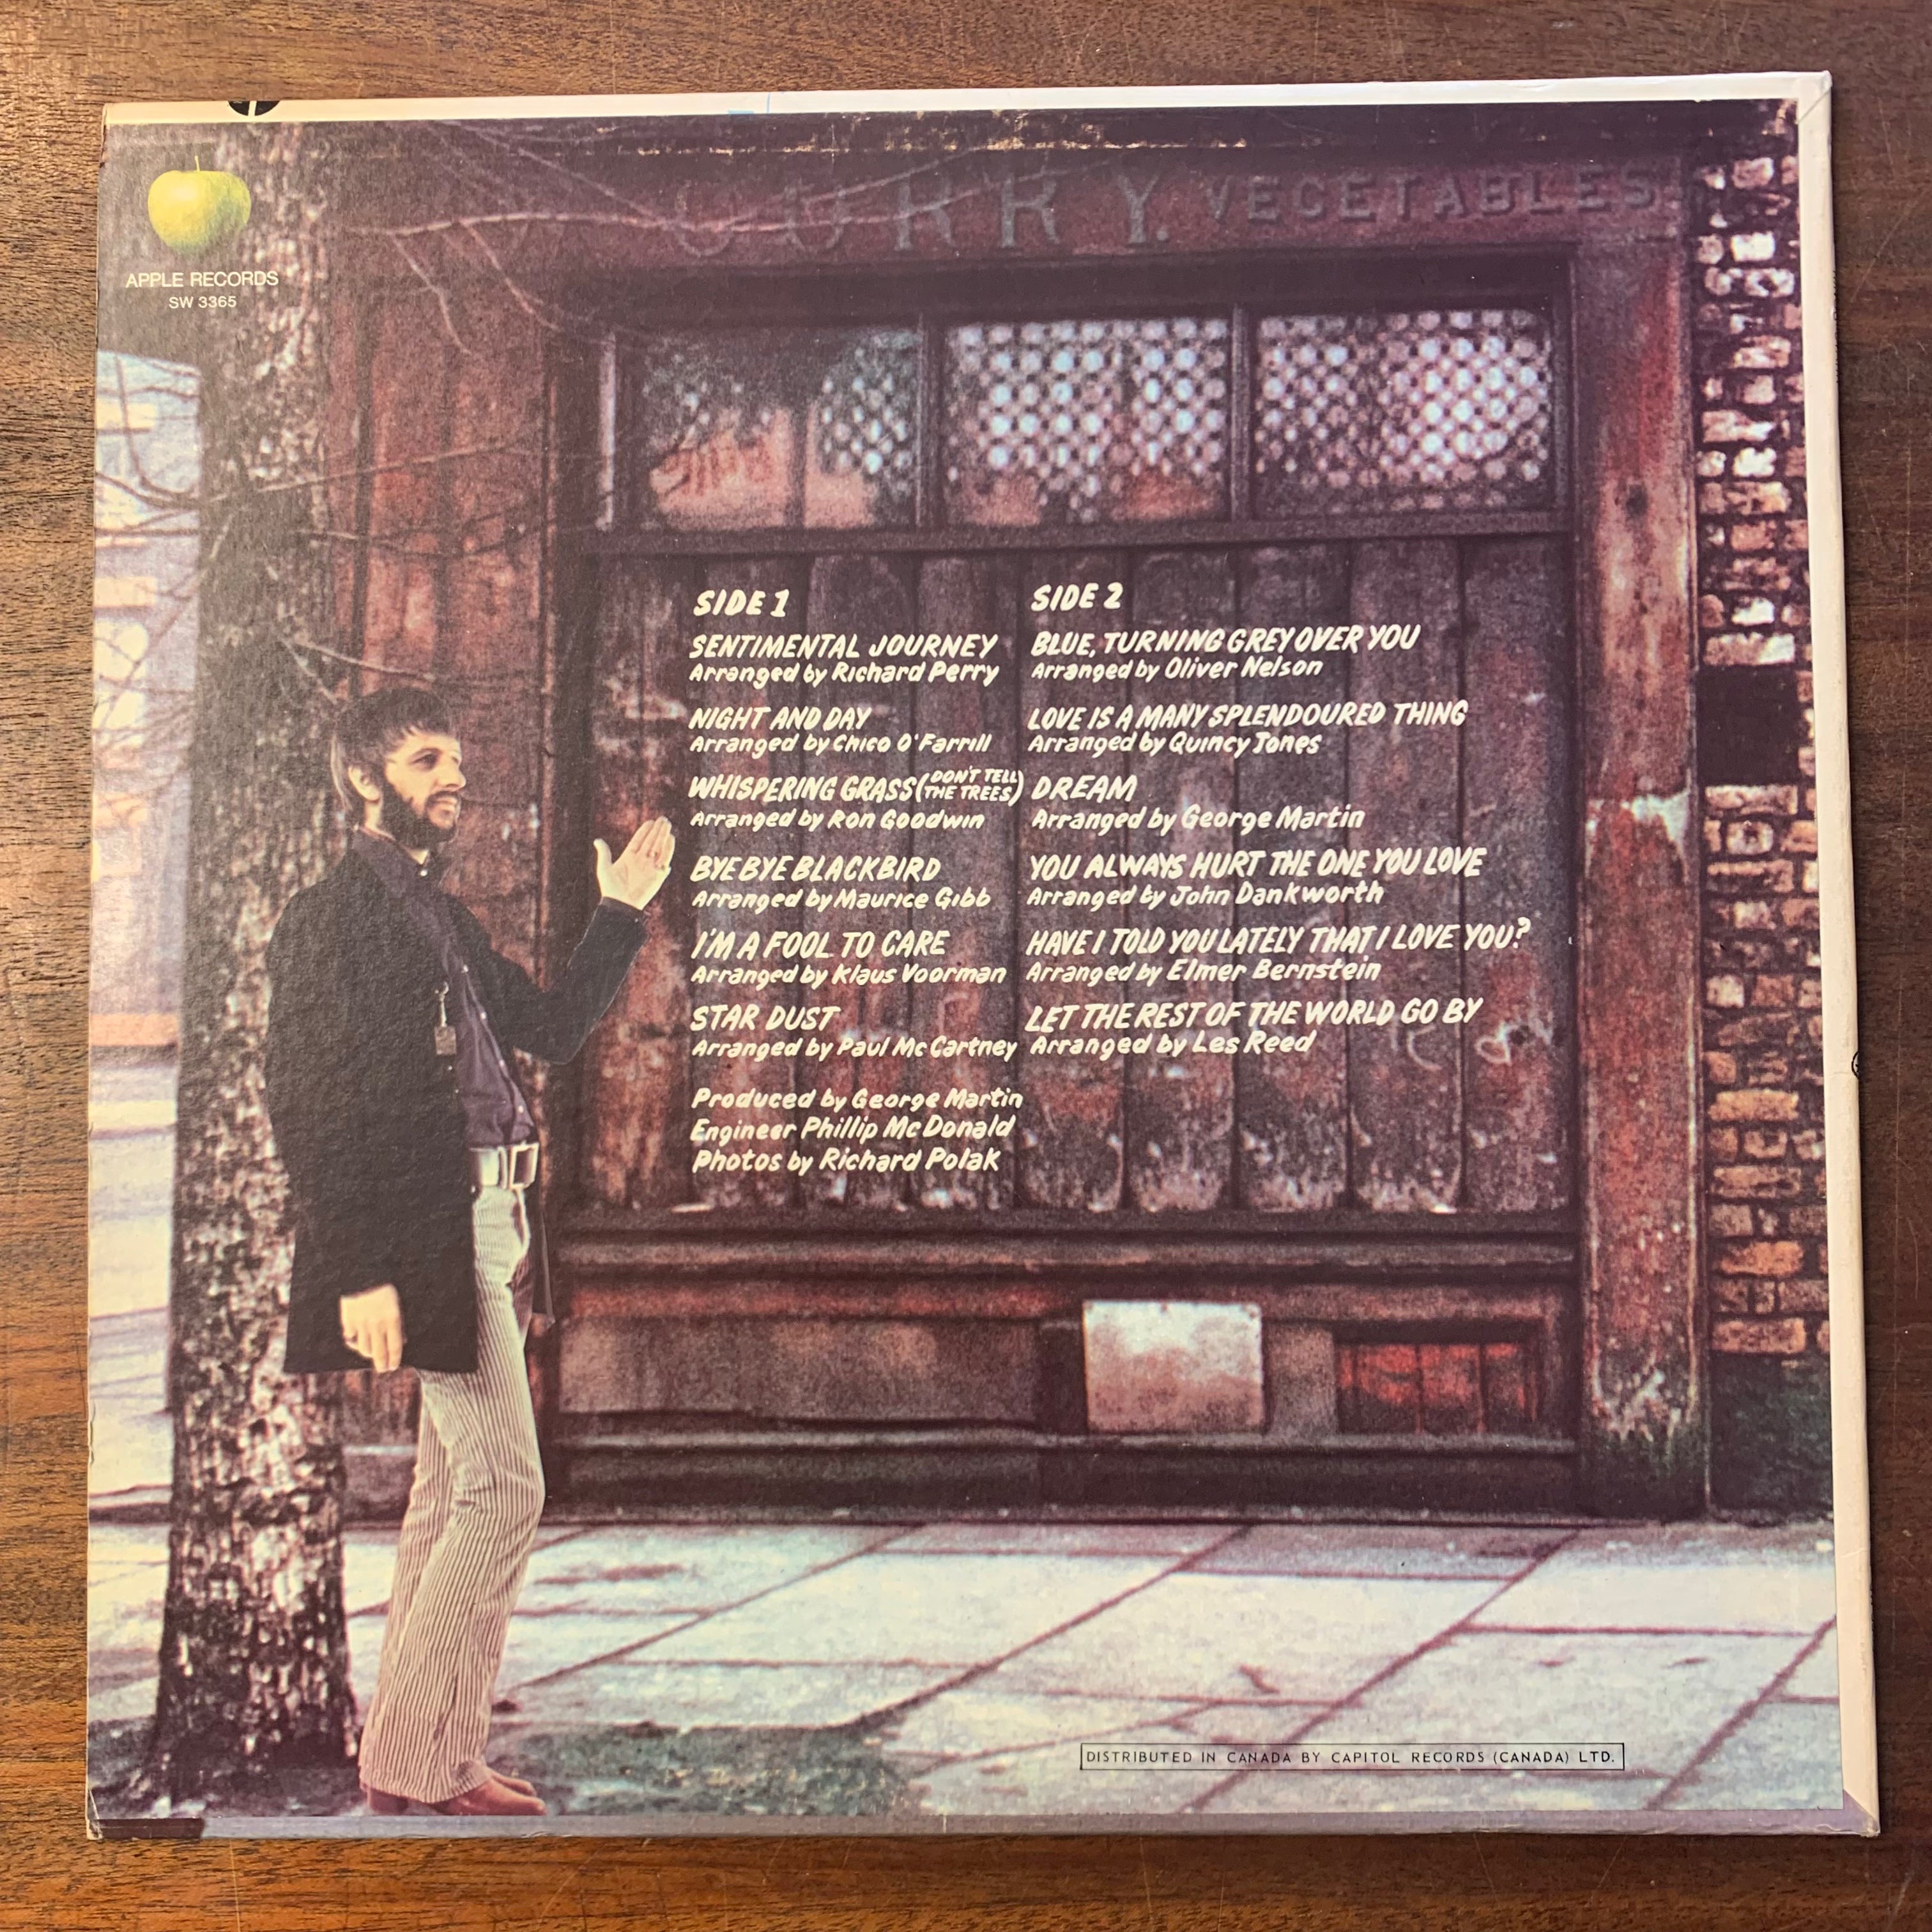 CURRY. VEGETABLES
APPLE RECORDS
SW 3365
SIDE 1
SENTIMENTAL JOURNEY
Arranged by Richard Perry
NIGHT AND DAY
Arranged by Chico O'Farrill
WHISPERING GRASS (DON'T TELL THE TREES)
Arranged by Ron Goodwin
BYE BYE BLACKBIRD
Arranged by Maurice Gibb
I'M A FOOL TO CARE
Arranged by Klaus Voorman
STAR DUST
Arranged by Paul McCartney
Produced by George Martin
Engineer Phillip McDonald
Photos by Richard Polak
SIDE 2
BLUE, TURNING GREY OVER YOU
Arranged by Oliver Nelson
LOVE IS A MANY SPLENDOURED THING
Arranged by Quincy Jones
DREAM
Arranged by George Martin
YOU ALWAYS HURT THE ONE YOU LOVE
Arranged by John Dankworth
HAVE I TOLD YOU LATELY THAT I LOVE YOU?
Arranged by Elmer Bernstein
LET THE REST OF THE WORLD GO BY
Arranged by Les Reed
DISTRIBUTED IN CANADA BY CAPITOL RECORDS (CANADA) LTD.